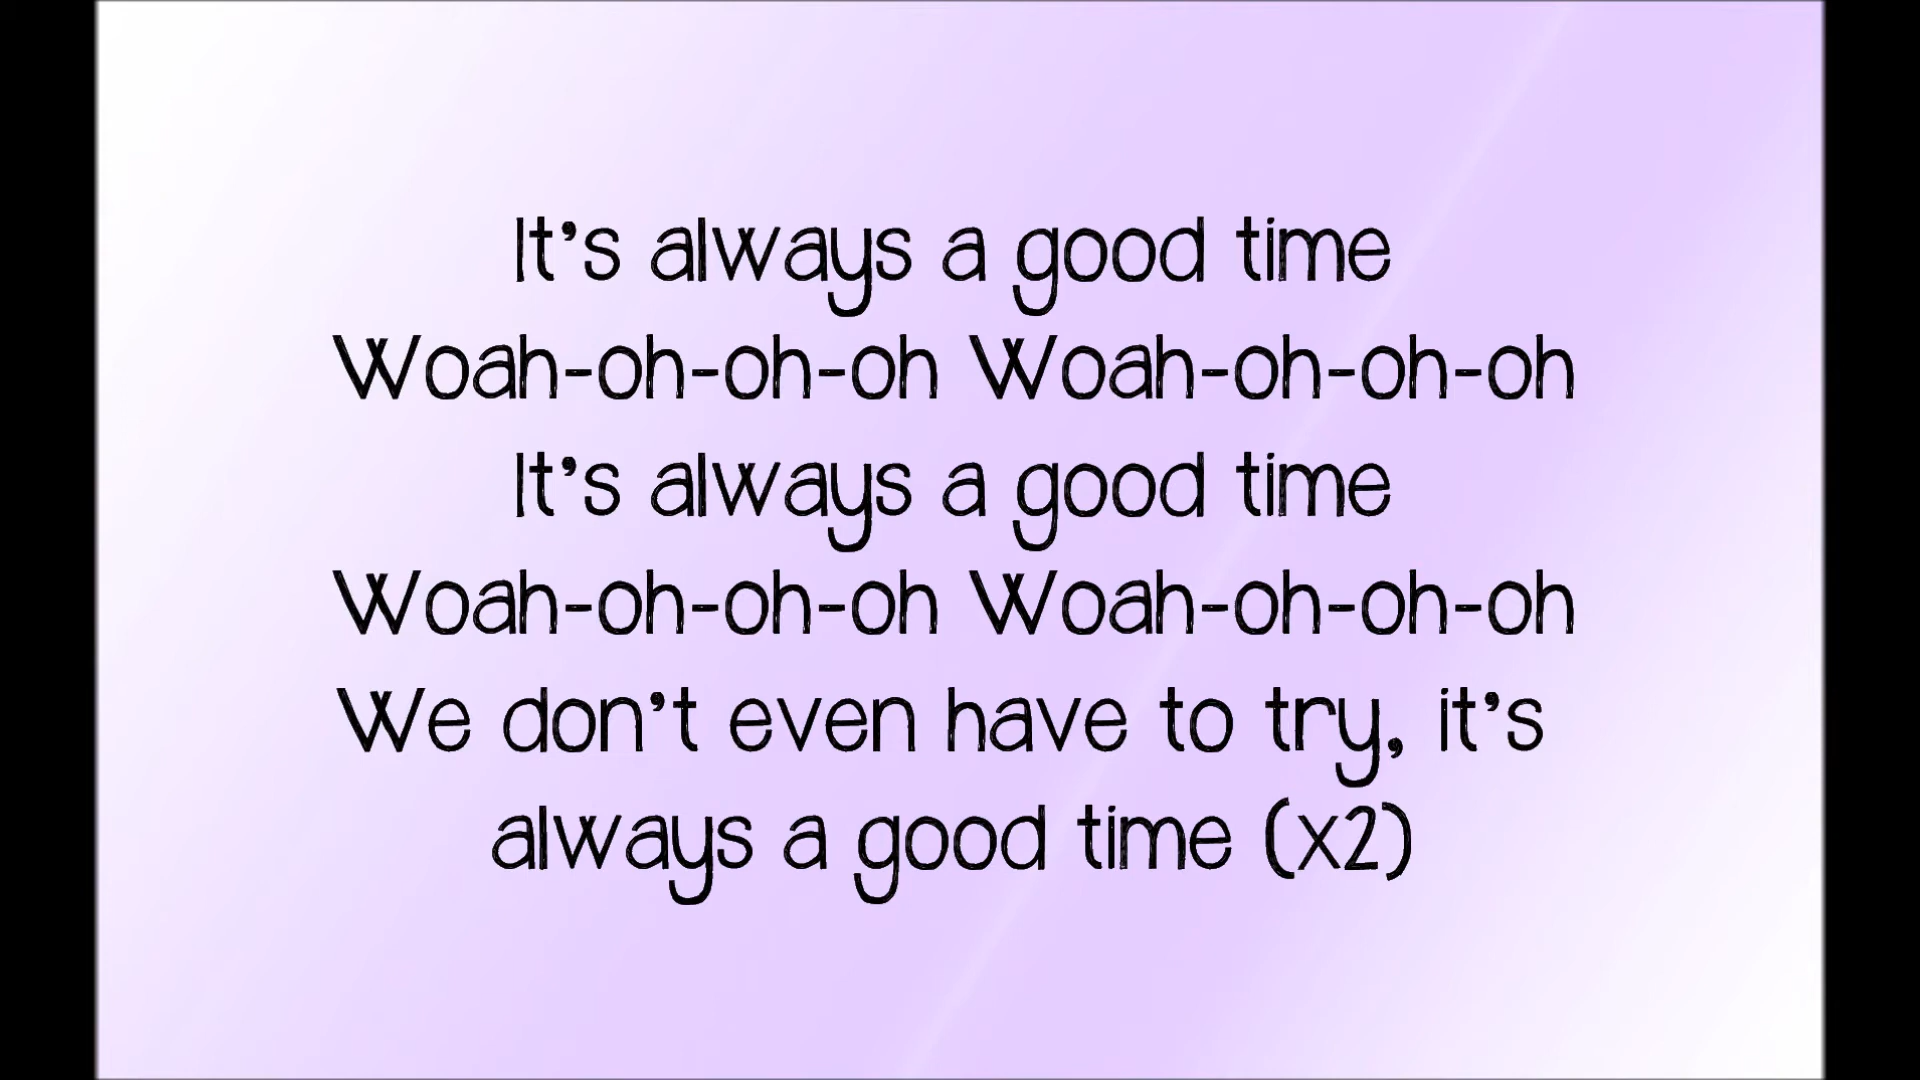 It's always a good time
Woah-oh-oh-oh Woah-oh-oh-oh
It's always a good time
Woah-oh-oh-oh Woah-oh-oh-oh
We don't even have to try, it's
always a good time (x2)